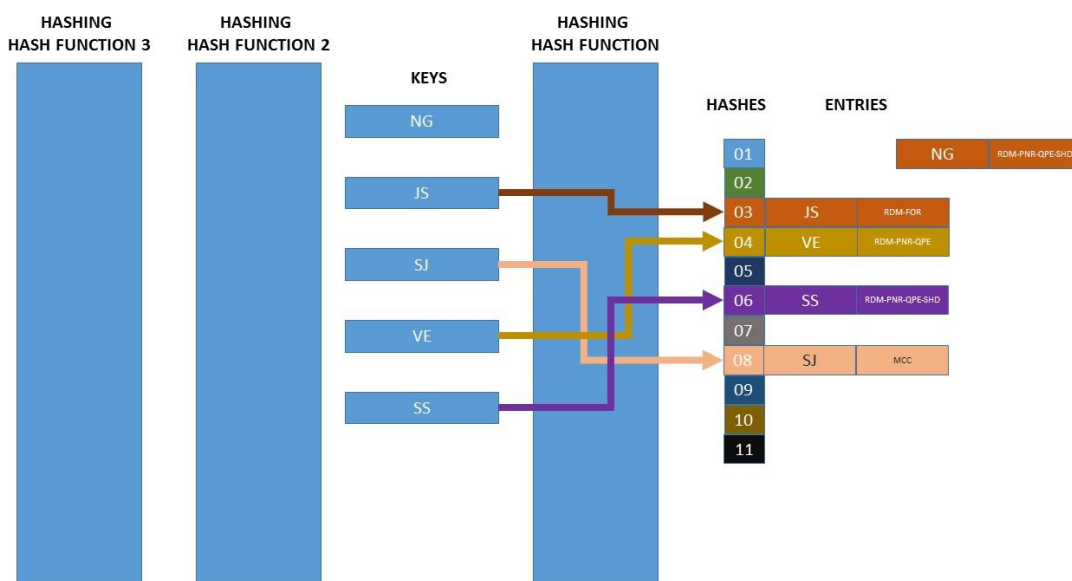 HASHING
HASH FUNCTION 3
HASHING
HASH FUNCTION 2
HASHING
HASH FUNCTION
KEYS
NG
JS
SJ
VE
SS
HASHES
ENTRIES
01
NG
RDM-PNR-QPE-SHD
02
03
JS
RDM-FOR
04
VE
RDM-PNR-QPE
05
06
SS
RDM-PNR-QPE-SHD
07
08
SJ
MCC
09
10
11